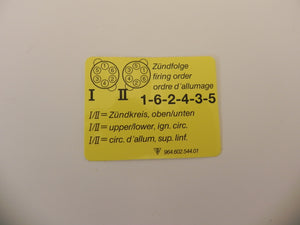 Zündfolge
firing order
ordre d'allumage
I II 1-6-2-4-3-5
I/II= Zündkreis, oben/unten
I/II= upper/lower, ign. circ.
I/II= circ. d'allum, sup. linf.
964.602.544.01